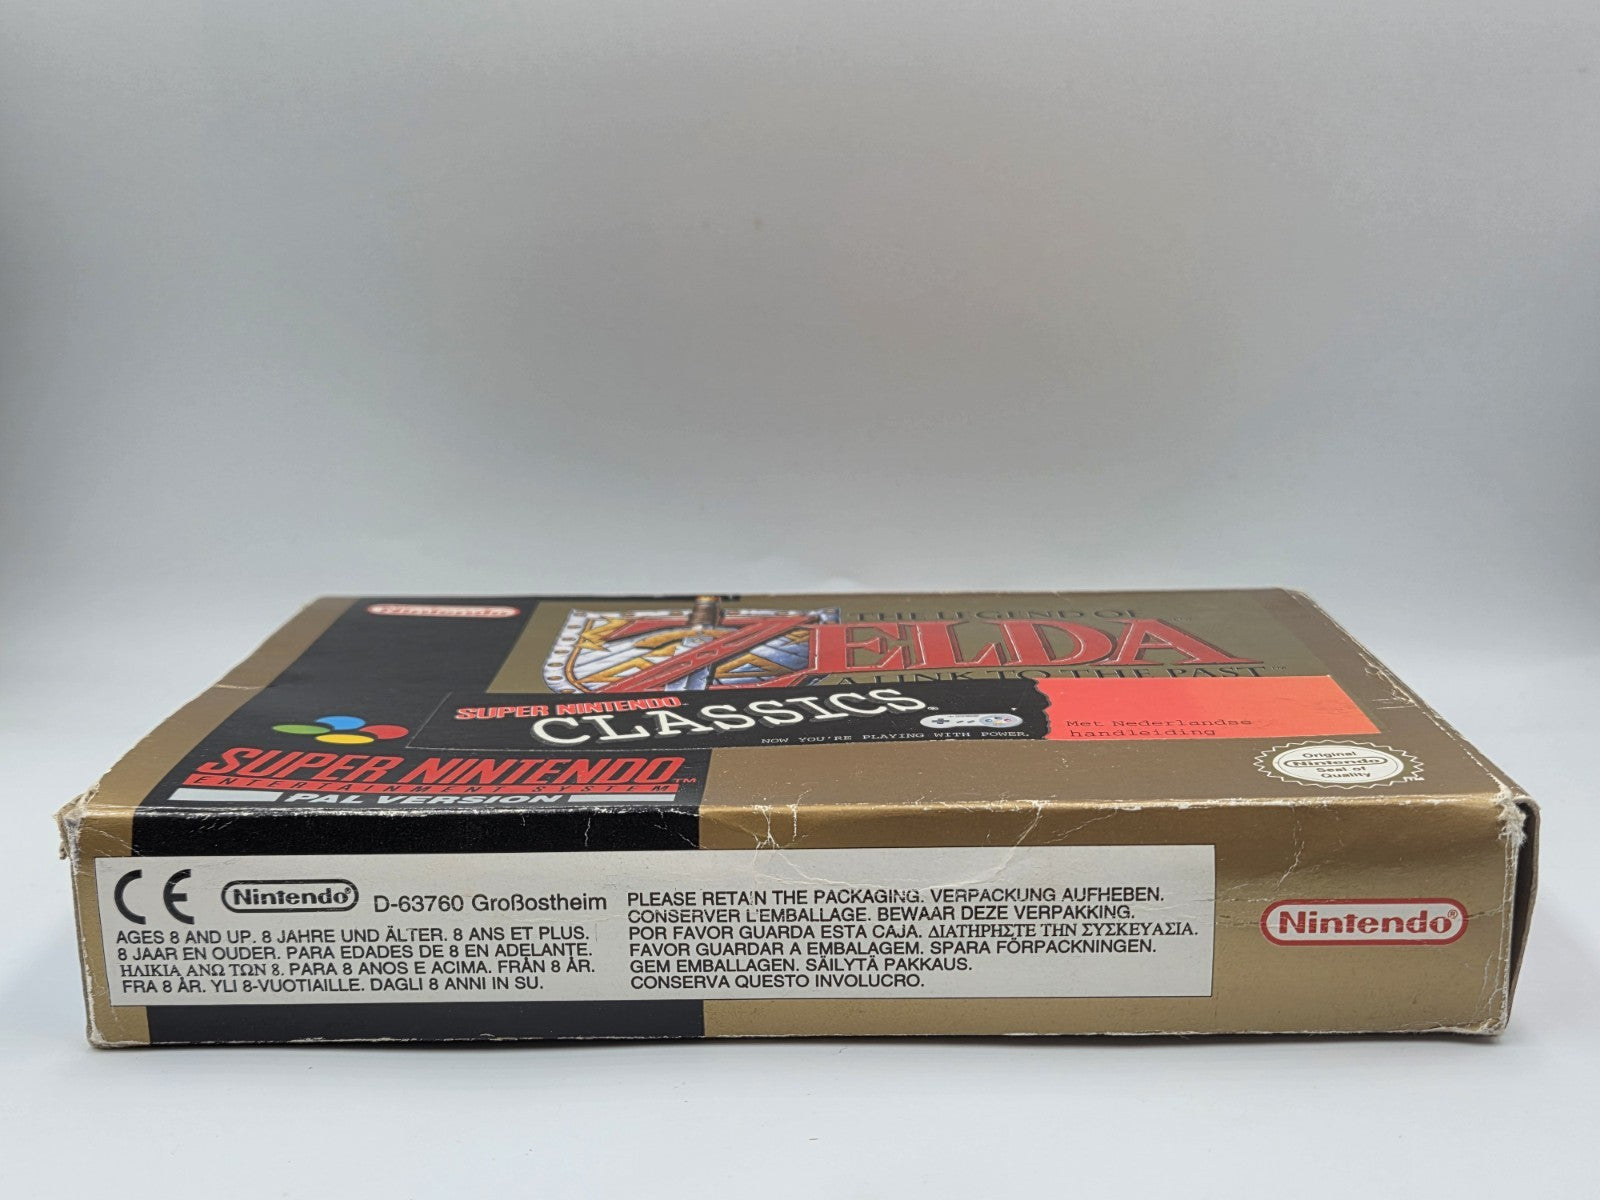 Nintendo
THE LEGEND OF
ZELDA
A LINK TO THE PAST™
SUPER NINTENDO™
CLASSICS®
NOW YOU'RE PLAYING WITH POWER.
Met Nederlandse
handleiding
SUPER NINTENDO™
ENTERTAINMENT SYSTEM
PAL VERSION
Original
Nintendo
Seal of
Quality
CE Nintendo® D-63760 Großostheim
AGES 8 AND UP. 8 JAHRE UND ÄLTER. 8 ANS ET PLUS.
8 JAAR EN OUDER. PARA EDADES DE 8 EN ADELANTE.
ΗΛΙΚΙΑ ΑΝΩ ΤΩΝ 8. PARA 8 ANOS E ACIMA. FRÅN 8 ÅR.
FRA 8 ÅR. YLI 8-VUOTIAILLE. DAGLI 8 ANNI IN SU.
PLEASE RETAIN THE PACKAGING. VERPACKUNG AUFHEBEN.
CONSERVER L'EMBALLAGE. BEWAAR DEZE VERPAKKING.
POR FAVOR GUARDA ESTA CAJA. ΔΙΑΤΗΡΗΣΤΕ ΤΗΝ ΣΥΣΚΕΥΑΣΙΑ.
FAVOR GUARDAR A EMBALAGEM. SPARA FÖRPACKNINGEN.
GEM EMBALLAGEN. SÄILYTÄ PAKKAUS.
CONSERVA QUESTO INVOLUCRO.
Nintendo®